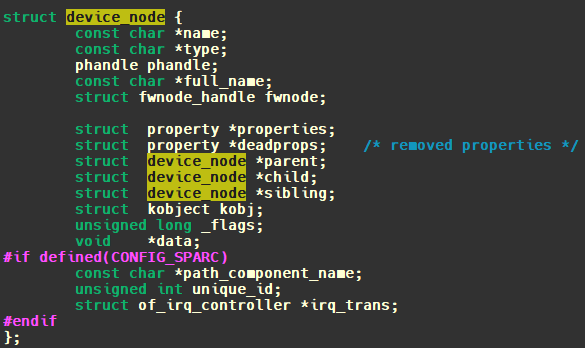 struct device_node {
        const char *name;
        const char *type;
        phandle phandle;
        const char *full_name;
        struct fwnode_handle fwnode;

        struct  property *properties;
        struct  property *deadprops;    /* removed properties */
        struct  device_node *parent;
        struct  device_node *child;
        struct  device_node *sibling;
        struct  kobject kobj;
        unsigned long _flags;
        void    *data;
#if defined(CONFIG_SPARC)
        const char *path_component_name;
        unsigned int unique_id;
        struct of_irq_controller *irq_trans;
#endif
};